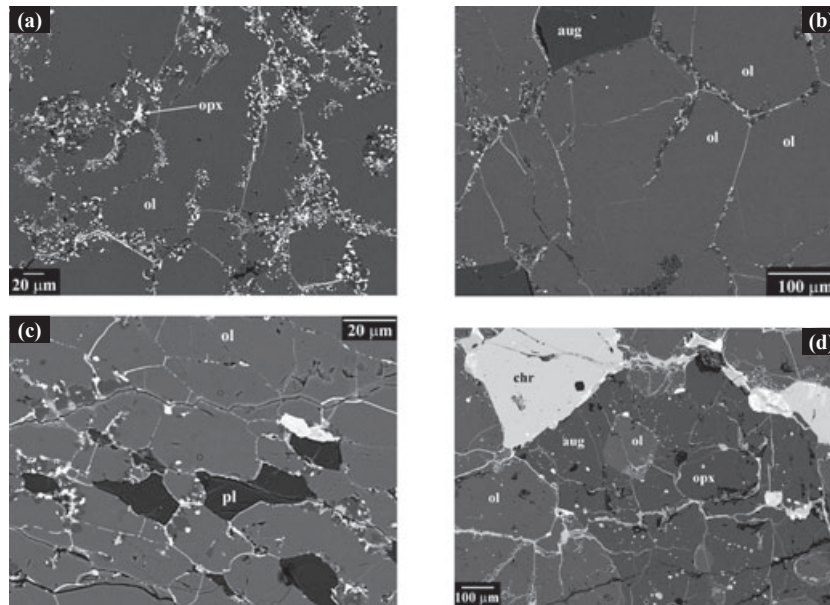 (a)
opx
ol
20 μm
(b)
aug
ol
ol
ol
100 μm
(c)
ol
20 μm
pl
(d)
chr
aug
ol
opx
ol
100 μm